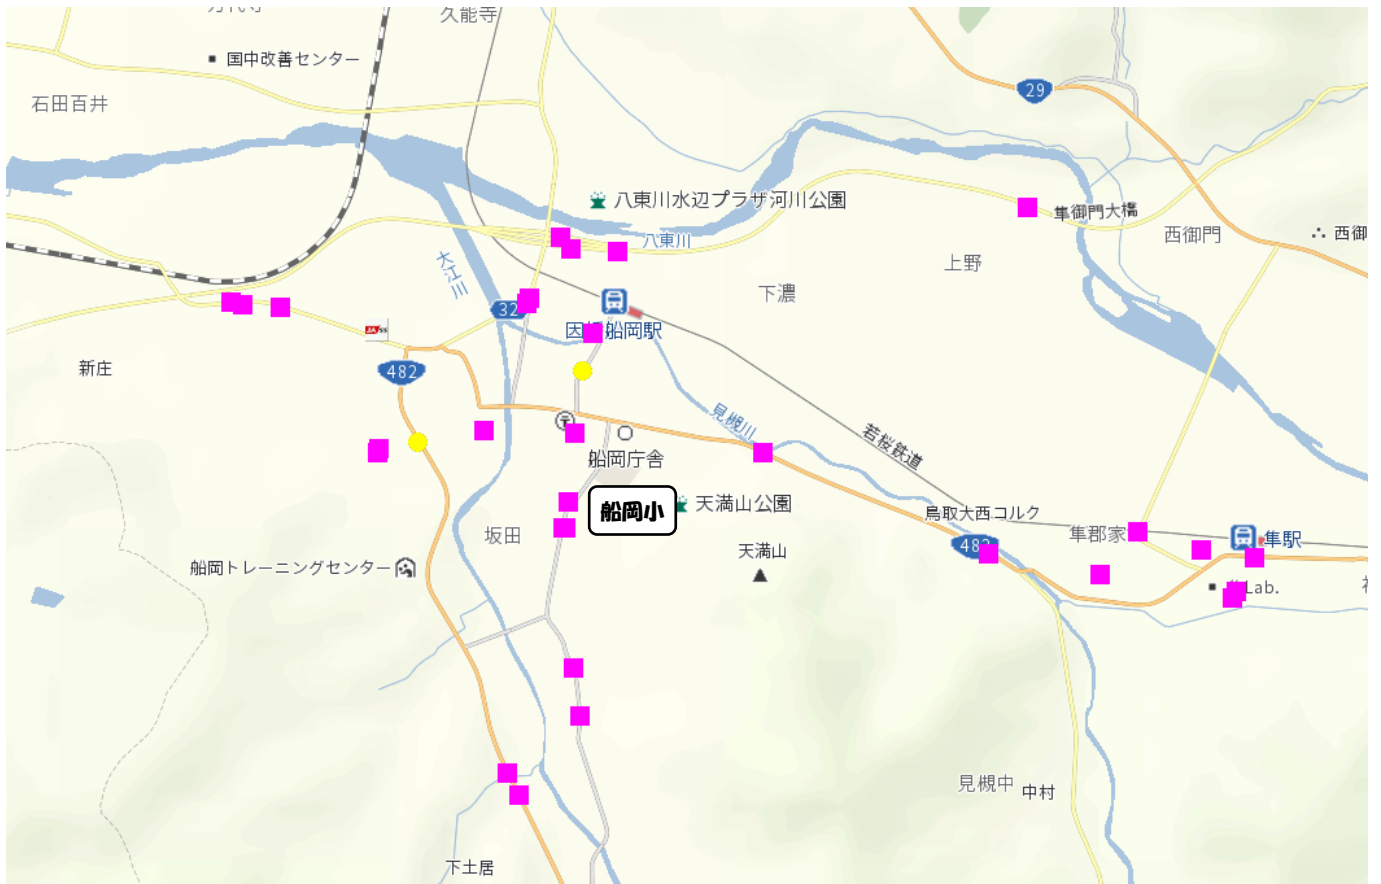 久能寺
国中改善センター
29
石田百井
八東川水辺プラザ河川公園
隼御門大橋
西御門
西御
八東川
大江川
上野
下濃
32
船岡駅
JA
SS
新庄
482
見槻川
若桜鉄道
船岡庁舎
船岡小
天満山公園
鳥取大西コルク
坂田
隼郡家
隼駅
天満山
船岡トレーニングセンター
Lab.
見槻中
中村
下土居